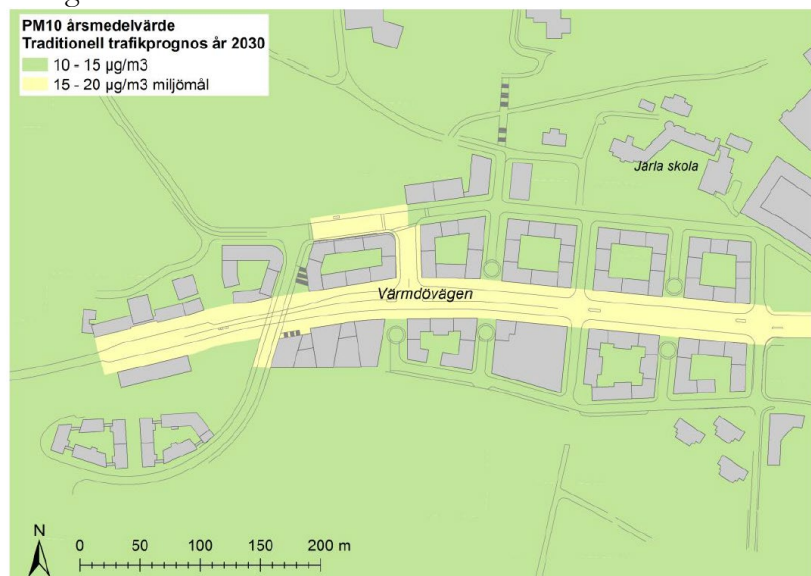 PM10 årsmedelvärde
Traditionell trafikprognos år 2030
10 - 15 µg/m3
15 - 20 µg/m3 miljömål
Järla skola
Värmdövägen
N
0 50 100 150 200 m